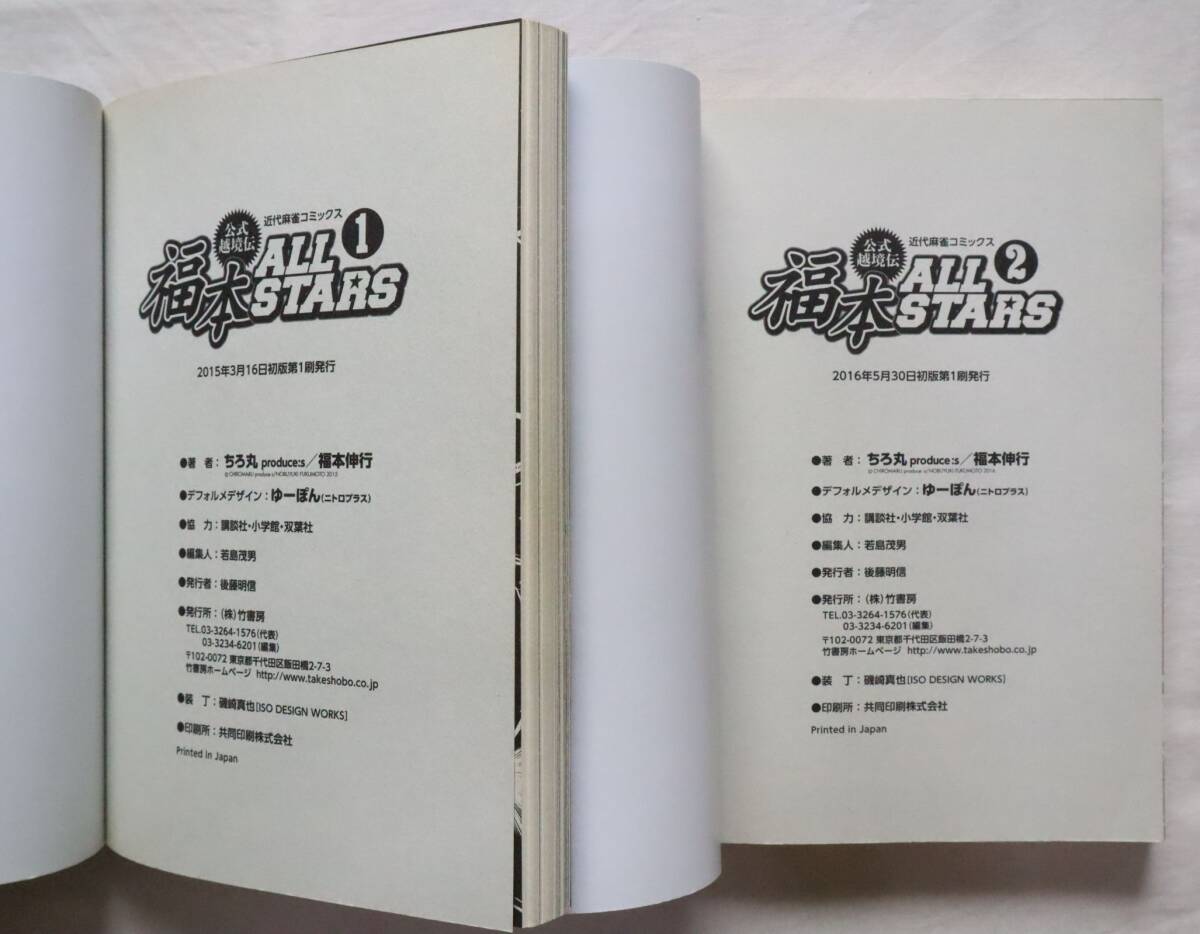 近代麻雀コミックス
公式
越境伝
福本
ALL
STARS
1
2015年3月16日初版第1刷発行
●著 者：ちろ丸 produce:s／福本伸行
© CHIROMARU produce:s/NOBUYUKI FUKUMOTO 2015
●デフォルメデザイン：ゆーぽん（ニトロプラス）
●協 力：講談社・小学館・双葉社
●編集人：若島茂男
●発行者：後藤明信
●発行所：（株）竹書房
TEL.03-3264-1576（代表）
03-3234-6201（編集）
〒102-0072 東京都千代田区飯田橋2-7-3
竹書房ホームページ http://www.takeshobo.co.jp
●装 丁：磯崎真也[ISO DESIGN WORKS]
●印刷所：共同印刷株式会社
Printed in Japan
近代麻雀コミックス
公式
越境伝
福本
ALL
STARS
2
2016年5月30日初版第1刷発行
●著 者：ちろ丸 produce:s／福本伸行
© CHIROMARU produce:s/NOBUYUKI FUKUMOTO 2016
●デフォルメデザイン：ゆーぽん（ニトロプラス）
●協 力：講談社・小学館・双葉社
●編集人：若島茂男
●発行者：後藤明信
●発行所：（株）竹書房
TEL.03-3264-1576（代表）
03-3234-6201（編集）
〒102-0072 東京都千代田区飯田橋2-7-3
竹書房ホームページ http://www.takeshobo.co.jp
●装 丁：磯崎真也[ISO DESIGN WORKS]
●印刷所：共同印刷株式会社
Printed in Japan